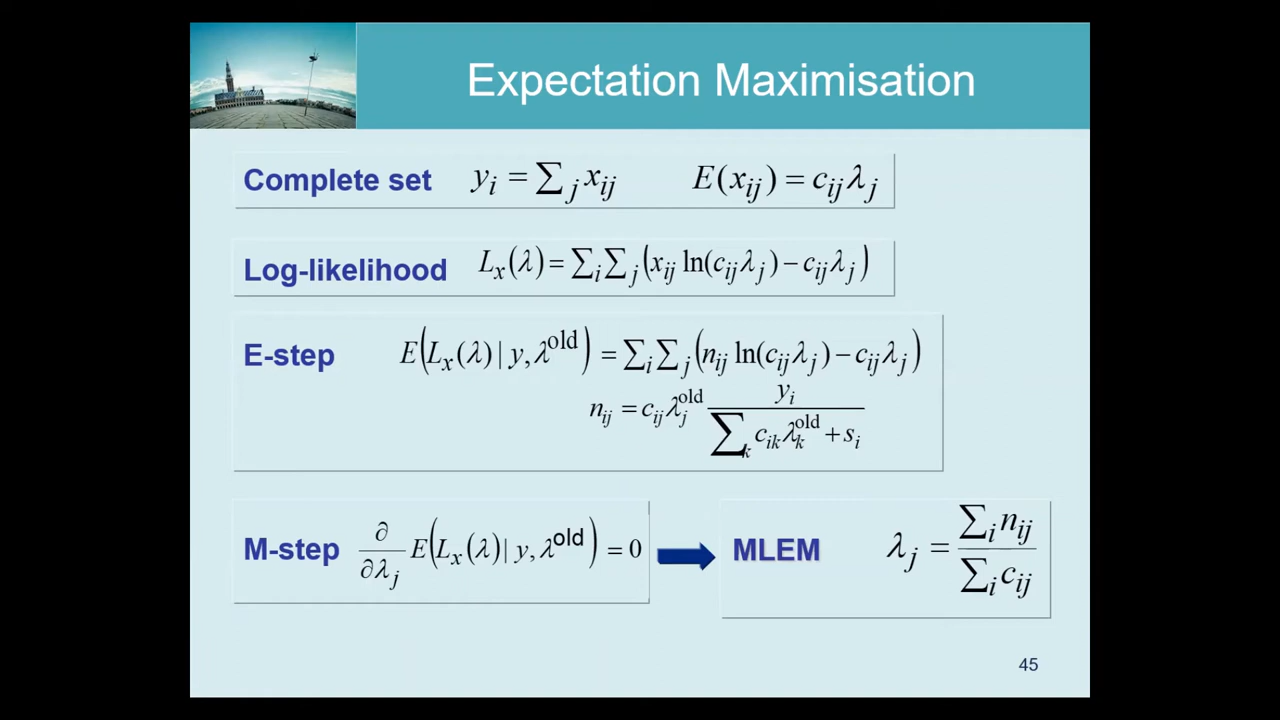 Expectation Maximisation
Complete set y_i = ∑_j x_ij E(x_ij) = c_ij λ_j
Log-likelihood L_x(λ) = ∑_i ∑_j (x_ij ln(c_ij λ_j) − c_ij λ_j)
E-step E(L_x(λ) | y, λ^old) = ∑_i ∑_j (n_ij ln(c_ij λ_j) − c_ij λ_j)
n_ij = c_ij λ_j^old y_i / (∑_k c_ik λ_k^old + s_i)
M-step ∂/∂λ_j E(L_x(λ) | y, λ^old) = 0
MLEM λ_j = ∑_i n_ij / ∑_i c_ij
45